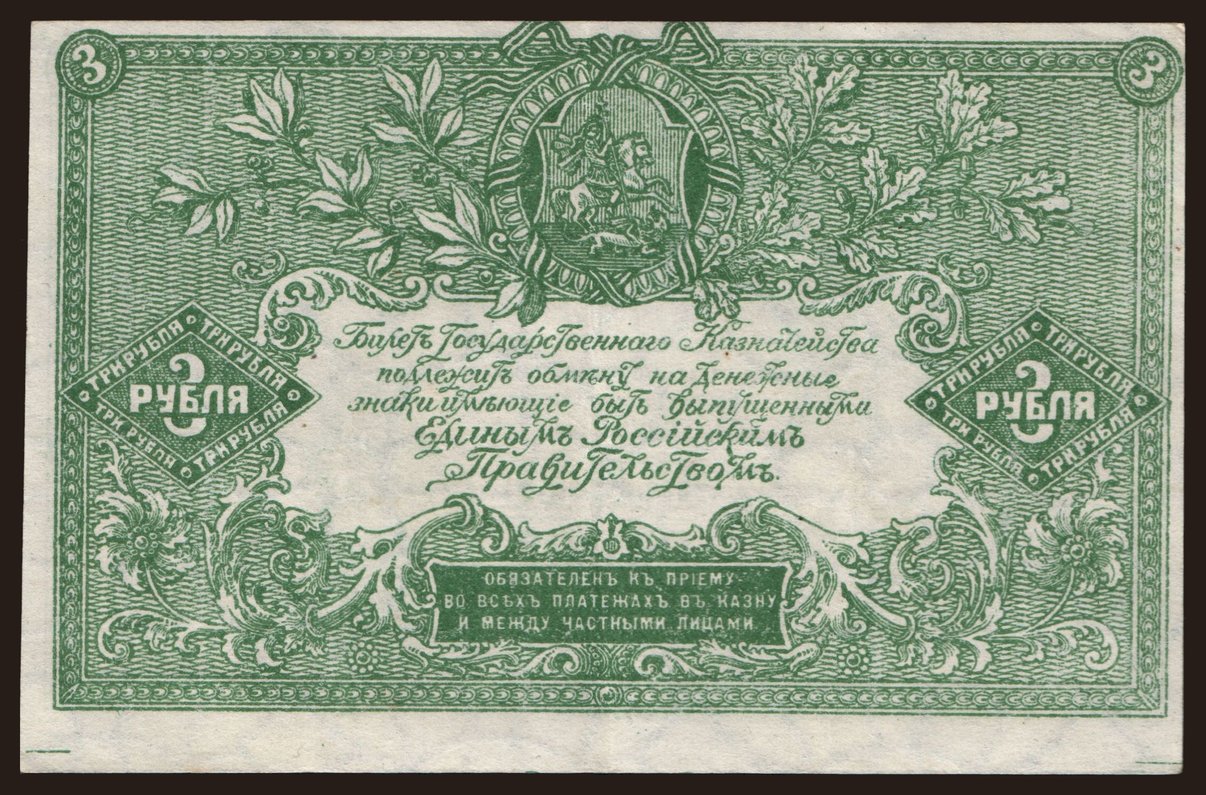 3 3
Билетъ Государственнаго Казначейства
подлежитъ обмѣну на денежные
знаки имѣющіе быть выпущенными
Единымъ Россійскимъ
Правительствомъ.
ТРИ РУБЛЯ ТРИ РУБЛЯ
3
РУБЛЯ
ТРИ РУБЛЯ ТРИ РУБЛЯ
ТРИ РУБЛЯ ТРИ РУБЛЯ
3
РУБЛЯ
ТРИ РУБЛЯ ТРИ РУБЛЯ
ОБЯЗАТЕЛЕНЪ КЪ ПРІЕМУ
ВО ВСѢХЪ ПЛАТЕЖАХЪ ВЪ КАЗНУ
И МЕЖДУ ЧАСТНЫМИ ЛИЦАМИ